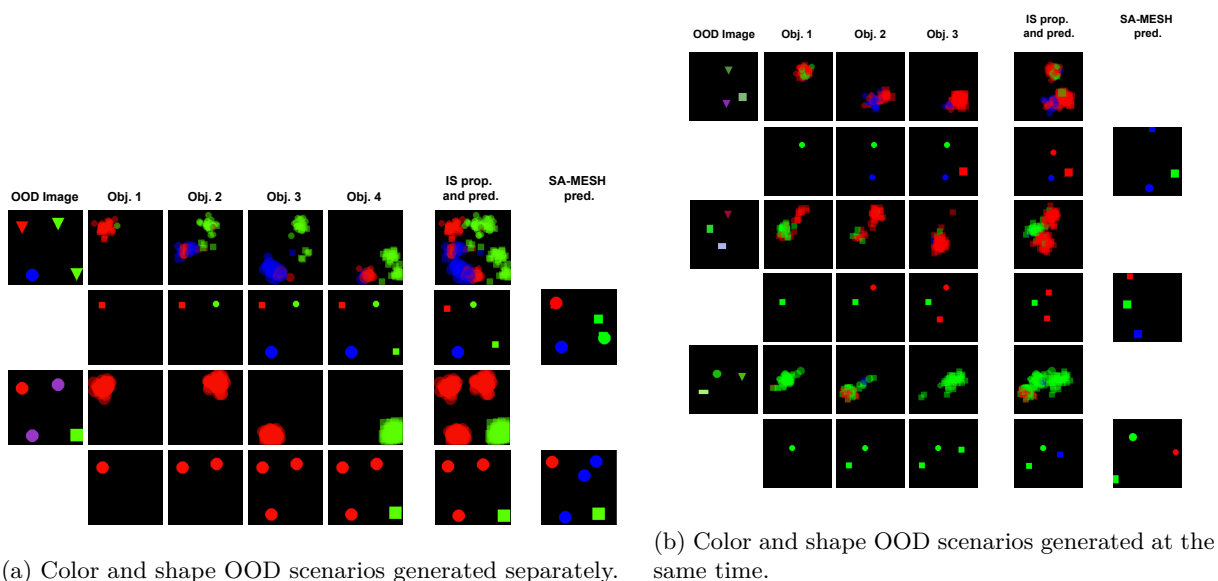 OOD Image Obj. 1 Obj. 2 Obj. 3 Obj. 4 IS prop. and pred. SA-MESH pred.
(a) Color and shape OOD scenarios generated separately.
OOD Image Obj. 1 Obj. 2 Obj. 3 IS prop. and pred. SA-MESH pred.
(b) Color and shape OOD scenarios generated at the
same time.